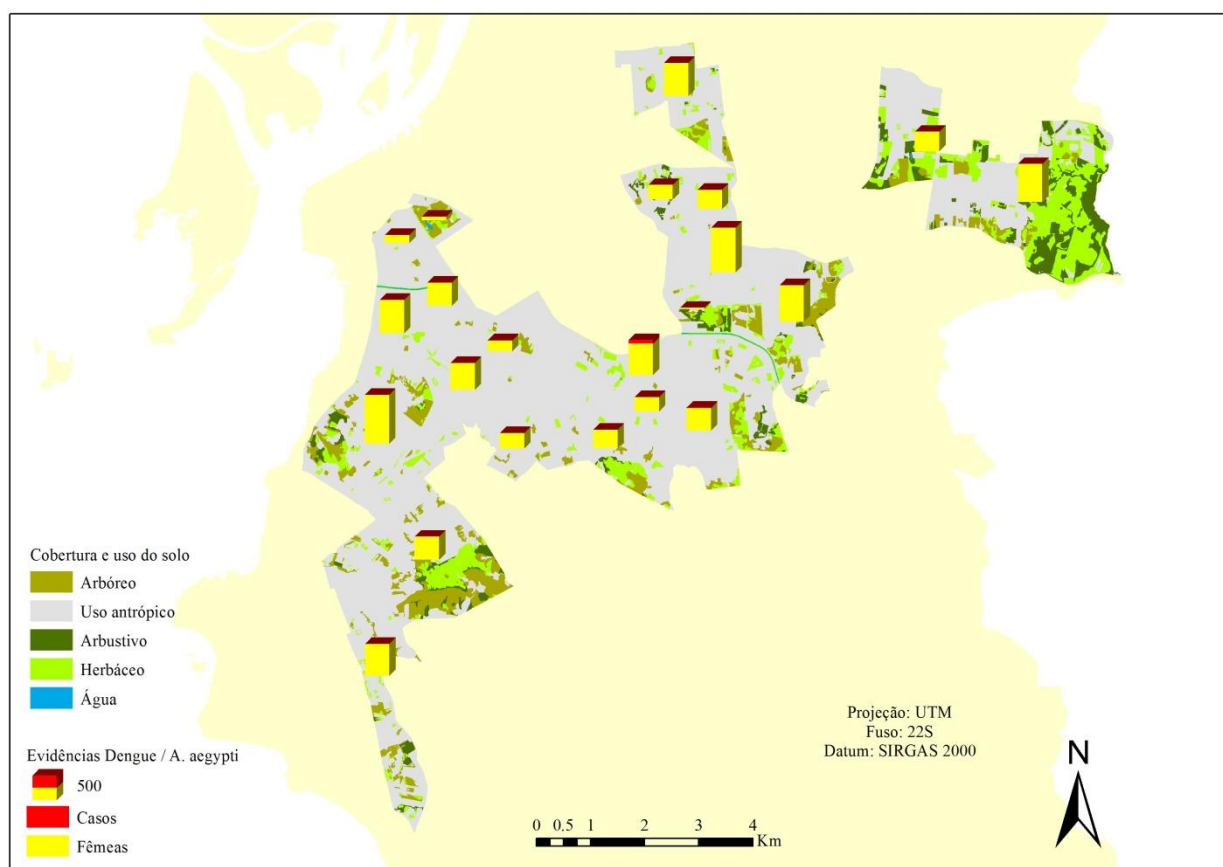 Cobertura e uso do solo
Arbóreo
Uso antrópico
Arbustivo
Herbáceo
Água
Evidências Dengue / A. aegypti
500
Casos
Fêmeas
Projeção: UTM
Fuso: 22S
Datum: SIRGAS 2000
N
0 0.5 1 2 3 4
Km